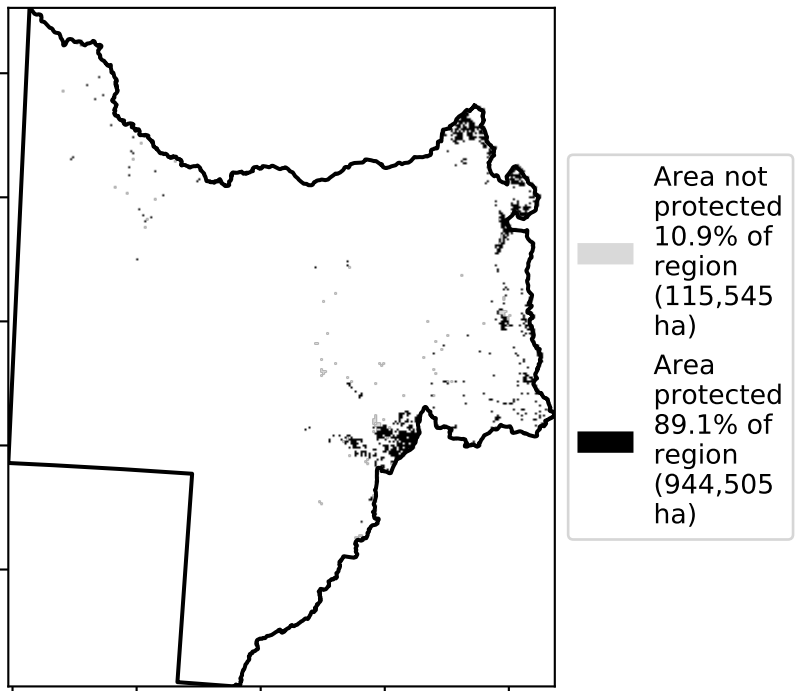 Area not
protected
10.9% of
region
(115,545
ha)
Area
protected
89.1% of
region
(944,505
ha)